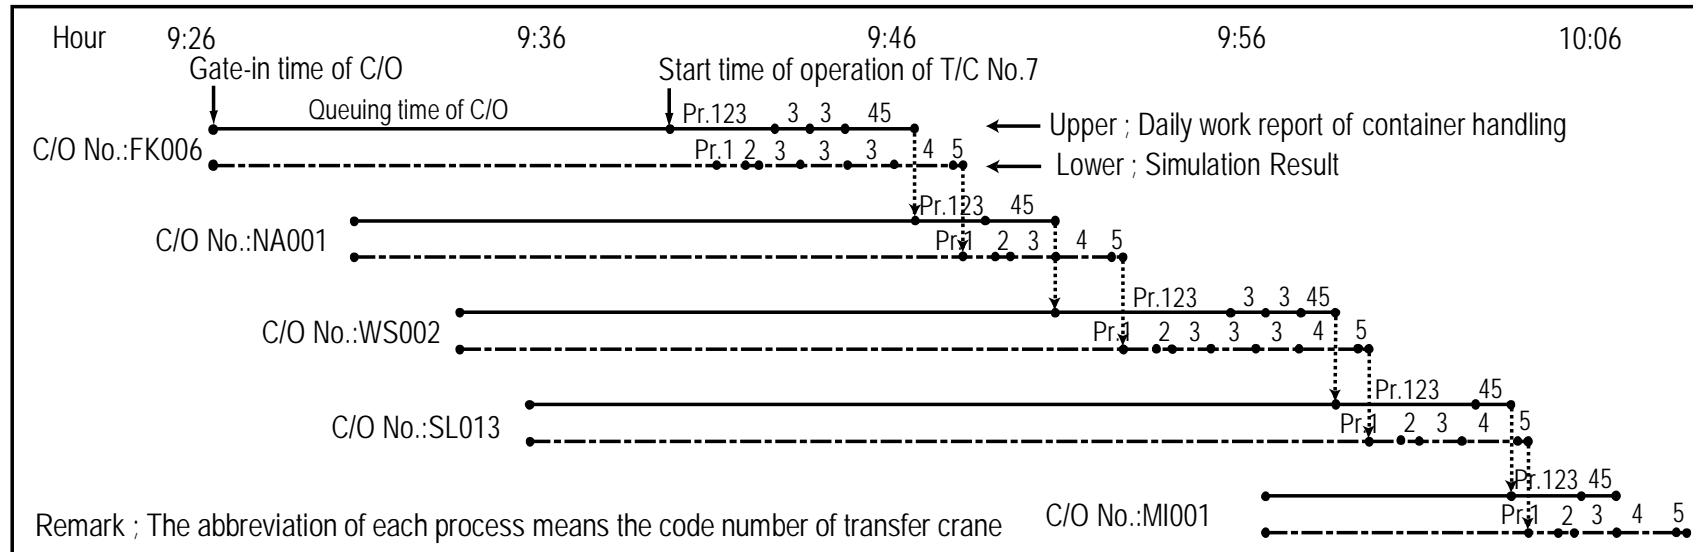 Hour 9:26 9:36 9:46 9:56 10:06
Gate-in time of C/O Start time of operation of T/C No.7
Queuing time of C/O Pr.123 3 3 45
Upper ; Daily work report of container handling
C/O No.:FK006
Pr.1 2 3 3 3 4 5
Lower ; Simulation Result
Pr.123 45
C/O No.:NA001
Pr.1 2 3 4 5
Pr.123 3 3 45
C/O No.:WS002
Pr.1 2 3 3 3 4 5
Pr.123 45
C/O No.:SL013
Pr.1 2 3 4 5
Pr.123 45
C/O No.:MI001
Pr.1 2 3 4 5
Remark ; The abbreviation of each process means the code number of transfer crane